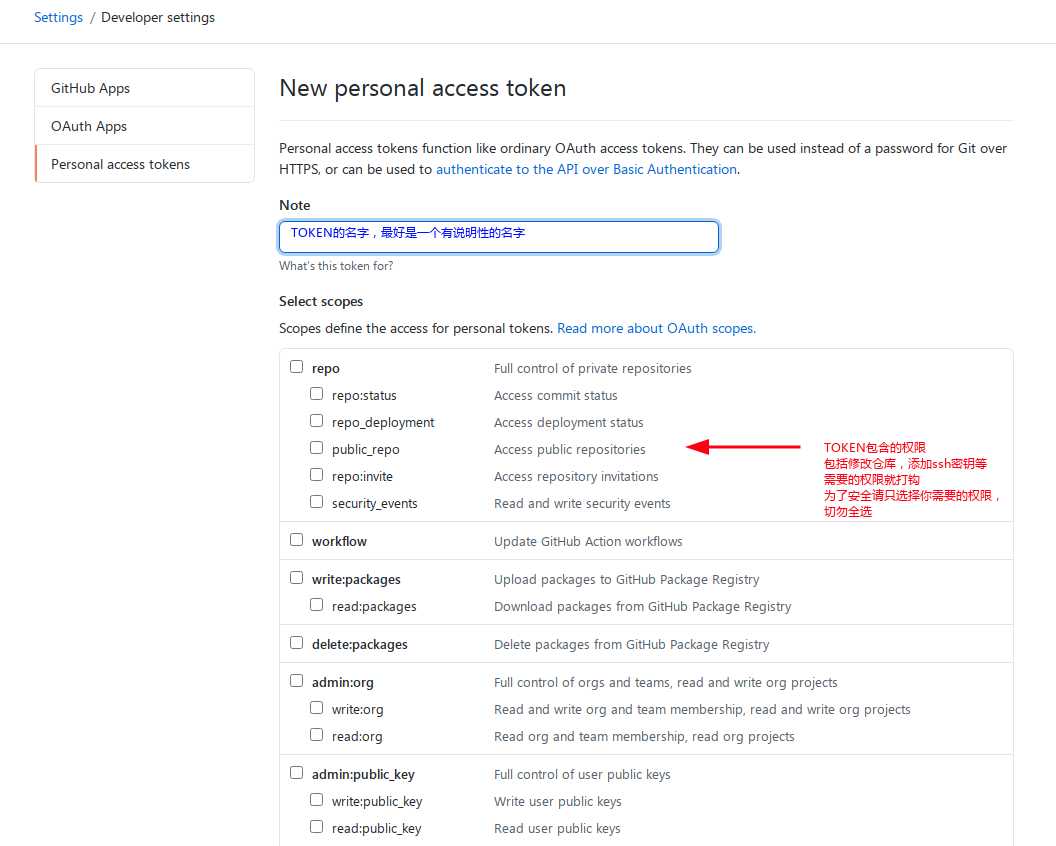 Settings / Developer settings
GitHub Apps
OAuth Apps
Personal access tokens
New personal access token
Personal access tokens function like ordinary OAuth access tokens. They can be used instead of a password for Git over
HTTPS, or can be used to authenticate to the API over Basic Authentication.
Note
TOKEN的名字，最好是一个有说明性的名字
What's this token for?
Select scopes
Scopes define the access for personal tokens. Read more about OAuth scopes.
repo Full control of private repositories
repo:status Access commit status
repo_deployment Access deployment status
public_repo Access public repositories
repo:invite Access repository invitations
security_events Read and write security events
TOKEN包含的权限
包括修改仓库，添加ssh密钥等
需要的权限就打钩
为了安全请只选择你需要的权限，
切勿全选
workflow Update GitHub Action workflows
write:packages Upload packages to GitHub Package Registry
read:packages Download packages from GitHub Package Registry
delete:packages Delete packages from GitHub Package Registry
admin:org Full control of orgs and teams, read and write org projects
write:org Read and write org and team membership, read and write org projects
read:org Read org and team membership, read org projects
admin:public_key Full control of user public keys
write:public_key Write user public keys
read:public_key Read user public keys